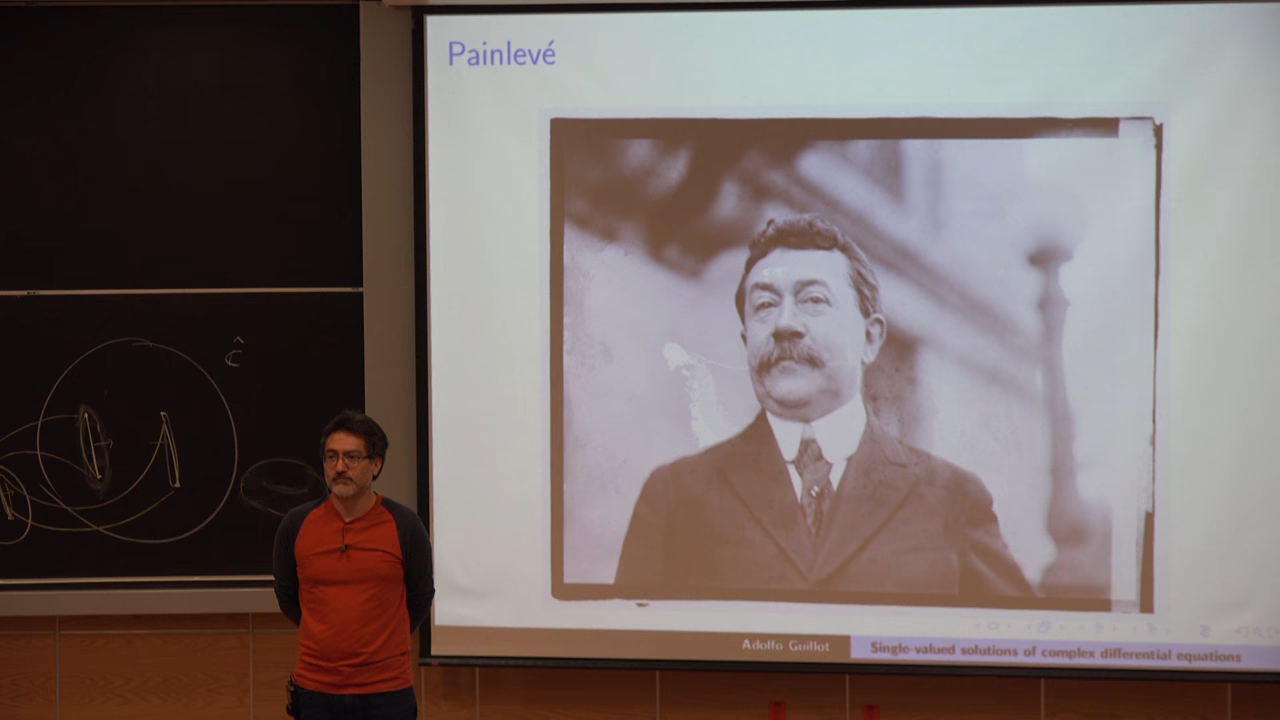 Painlevé
Ĉ
Adolfo Guillot
Single-valued solutions of complex differential equations